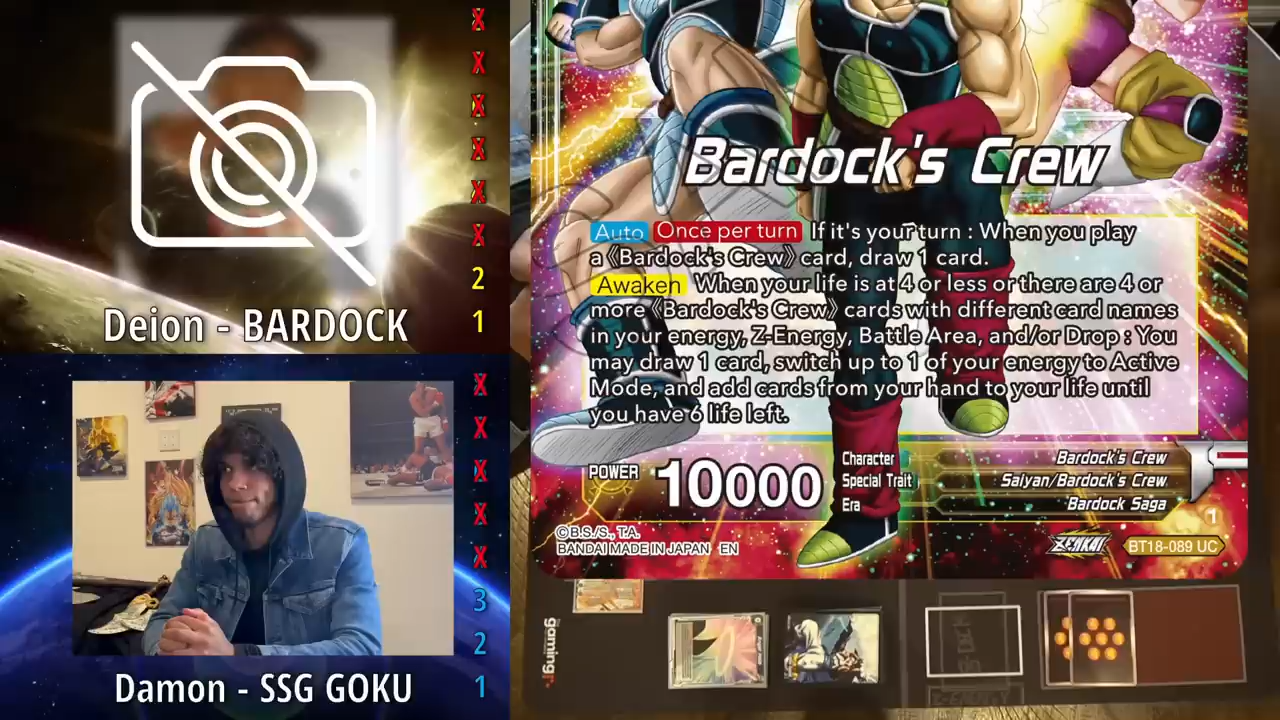 X
X
X
X
X
X
2
1
Deion - BARDOCK
X
X
X
X
X
3
2
1
Damon - SSG GOKU
Bardock's Crew
Auto Once per turn If it's your turn : When you play
a 《Bardock's Crew》 card, draw 1 card.
Awaken When your life is at 4 or less or there are 4 or
more 《Bardock's Crew》 cards with different card names
in your energy, Z-Energy, Battle Area, and/or Drop : You
may draw 1 card, switch up to 1 of your energy to Active
Mode, and add cards from your hand to your life until
you have 6 life left.
POWER 10000
Character Bardock's Crew
Special Trait Saiyan/Bardock's Crew
Era Bardock Saga
1
©B.S./S., T.A.
BANDAI MADE IN JAPAN EN
ZENKAI BT18-089 UC
gaming